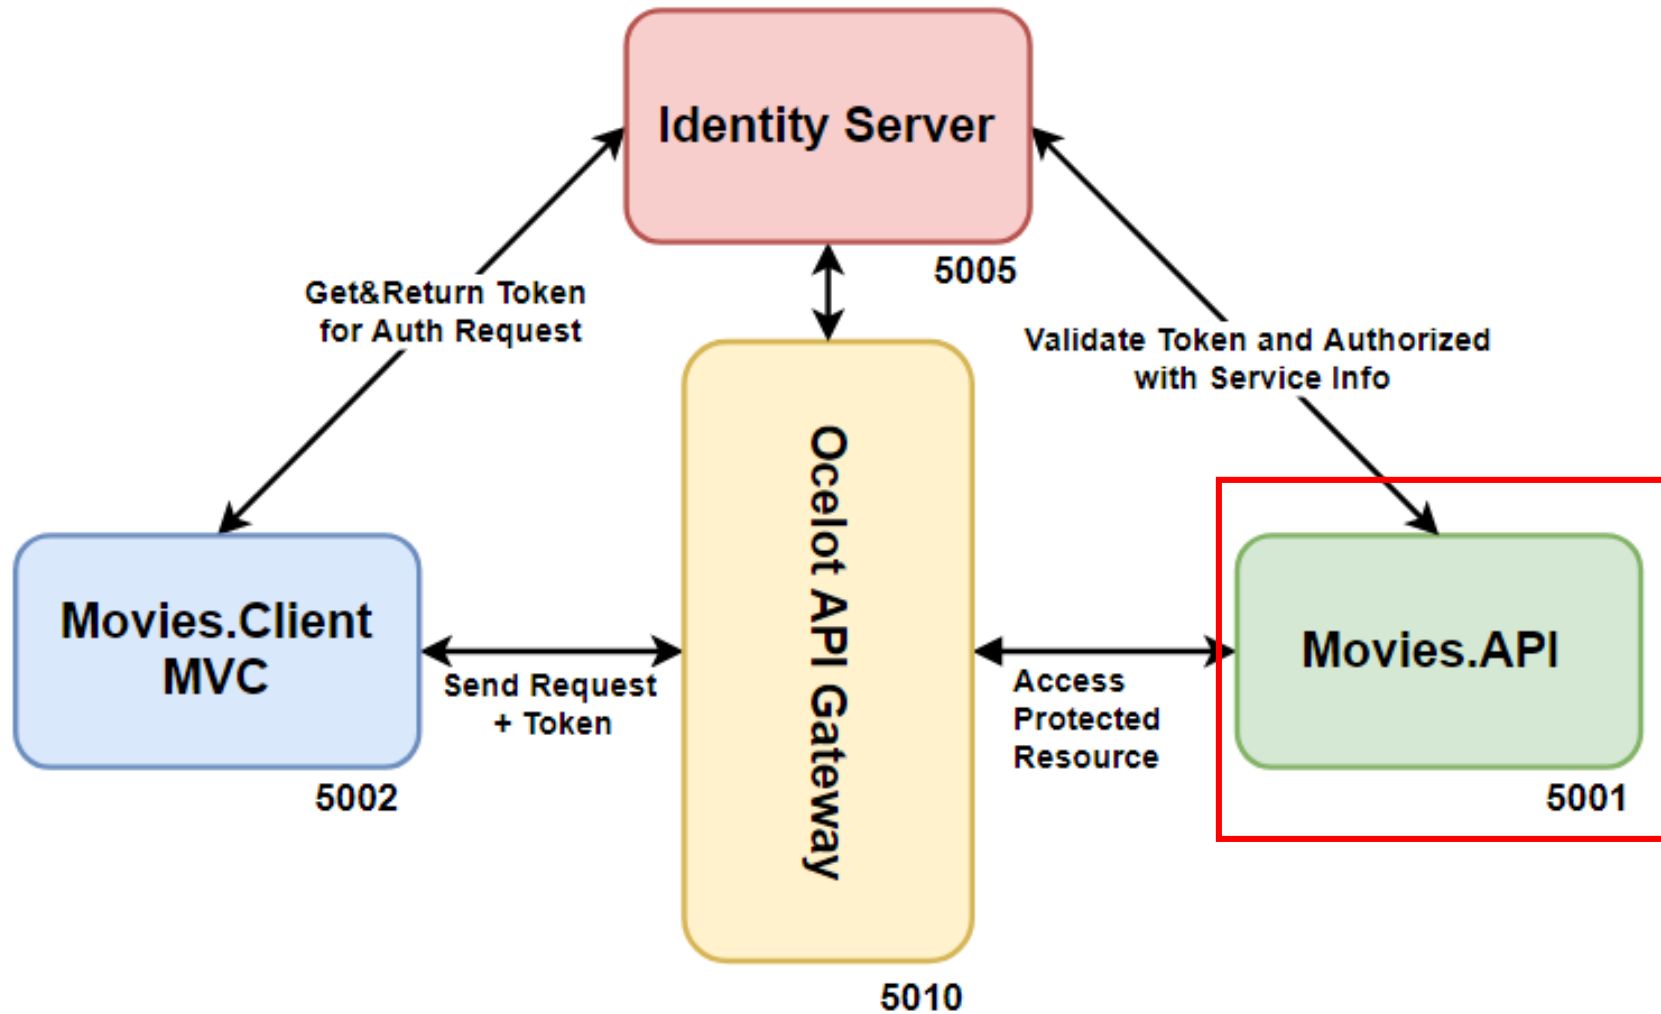 Identity Server
5005
Get&Return Token
for Auth Request
Validate Token and Authorized
with Service Info
Ocelot API Gateway
Movies.Client
MVC
5002
Send Request
+ Token
Access
Protected
Resource
Movies.API
5001
5010